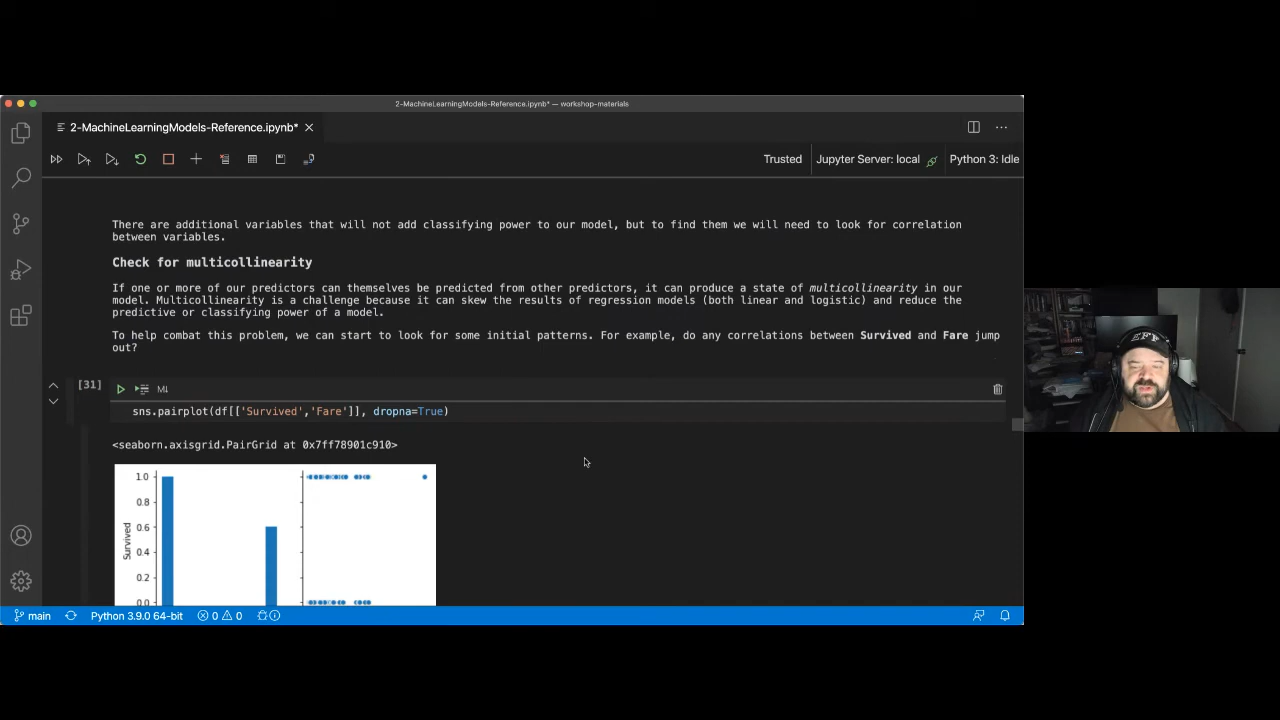 2-MachineLearningModels-Reference.ipynb* — workshop-materials
2-MachineLearningModels-Reference.ipynb*
Trusted
Jupyter Server: local
Python 3: Idle
There are additional variables that will not add classifying power to our model, but to find them we will need to look for correlation
between variables.
Check for multicollinearity
If one or more of our predictors can themselves be predicted from other predictors, it can produce a state of multicollinearity in our
model. Multicollinearity is a challenge because it can skew the results of regression models (both linear and logistic) and reduce the
predictive or classifying power of a model.
To help combat this problem, we can start to look for some initial patterns. For example, do any correlations between Survived and Fare jump
out?
[31]
M↓
sns.pairplot(df[['Survived','Fare']], dropna=True)
<seaborn.axisgrid.PairGrid at 0x7ff78901c910>
1.0
0.8
0.6
0.4
0.2
0.0
Survived
EFY
main
Python 3.9.0 64-bit
0
0